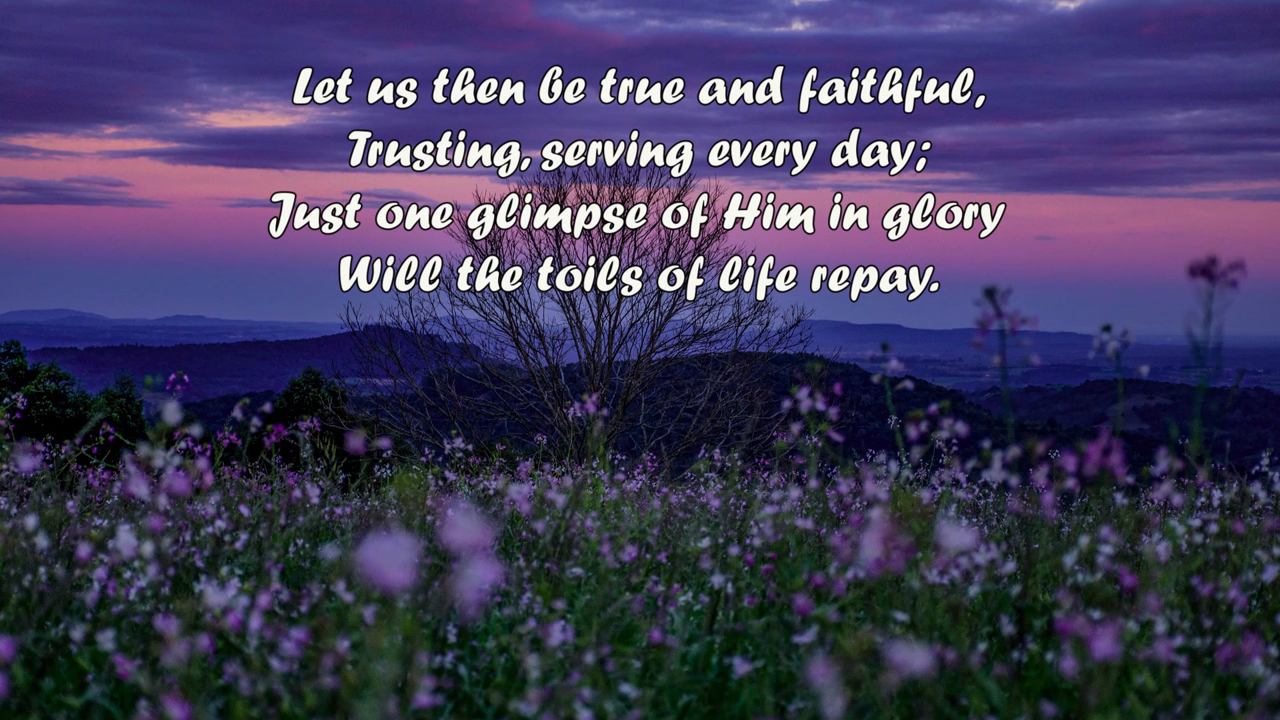 Let us then be true and faithful,
Trusting, serving every day;
Just one glimpse of Him in glory
Will the toils of life repay.